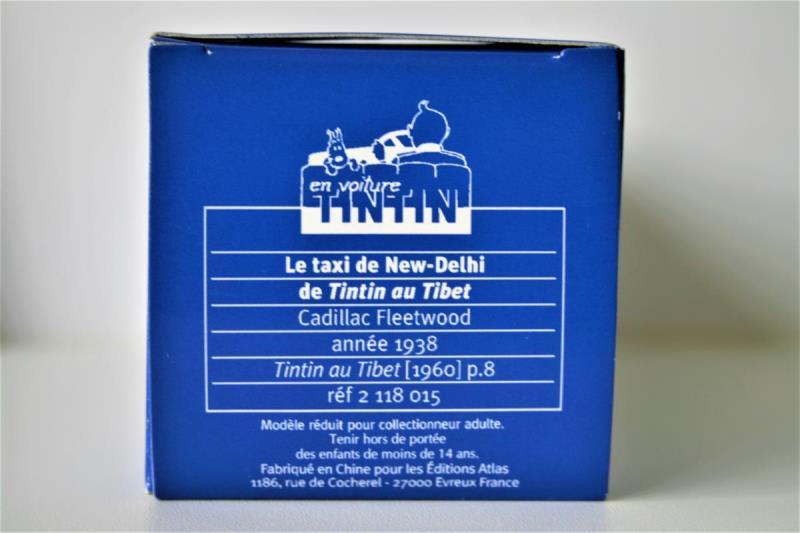 en voiture
TINTIN
Le taxi de New-Delhi
de Tintin au Tibet
Cadillac Fleetwood
année 1938
Tintin au Tibet [1960] p.8
réf 2 118 015
Modèle réduit pour collectionneur adulte.
Tenir hors de portée
des enfants de moins de 14 ans.
Fabriqué en Chine pour les Éditions Atlas
1186, rue de Cocherel - 27000 Evreux France